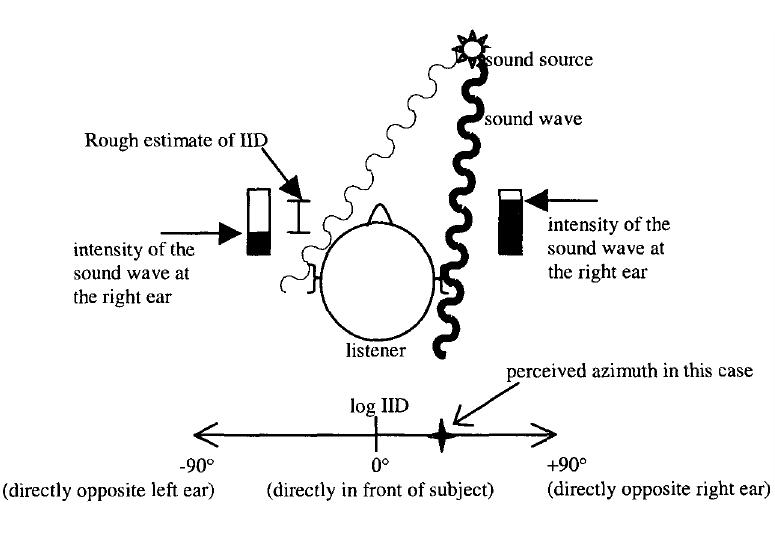 sound source
sound wave
Rough estimate of IID
intensity of the
sound wave at
the right ear
intensity of the
sound wave at
the right ear
listener
perceived azimuth in this case
log IID
-90° 0° +90°
(directly opposite left ear) (directly in front of subject) (directly opposite right ear)